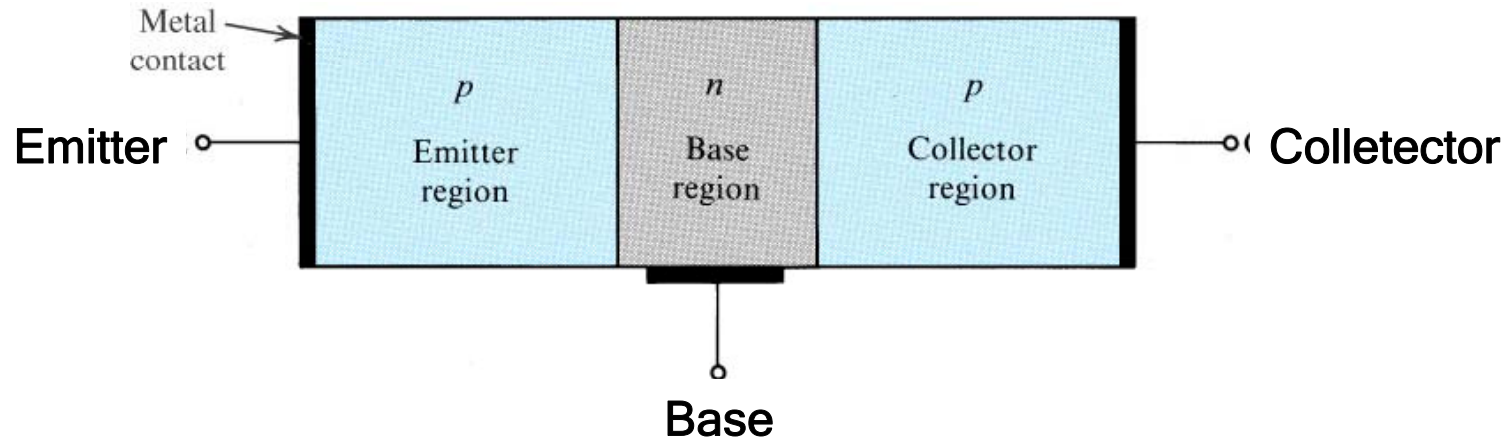 Metal
contact
p
n
p
Emitter
Emitter
region
Base
region
Collector
region
Colletector
Base